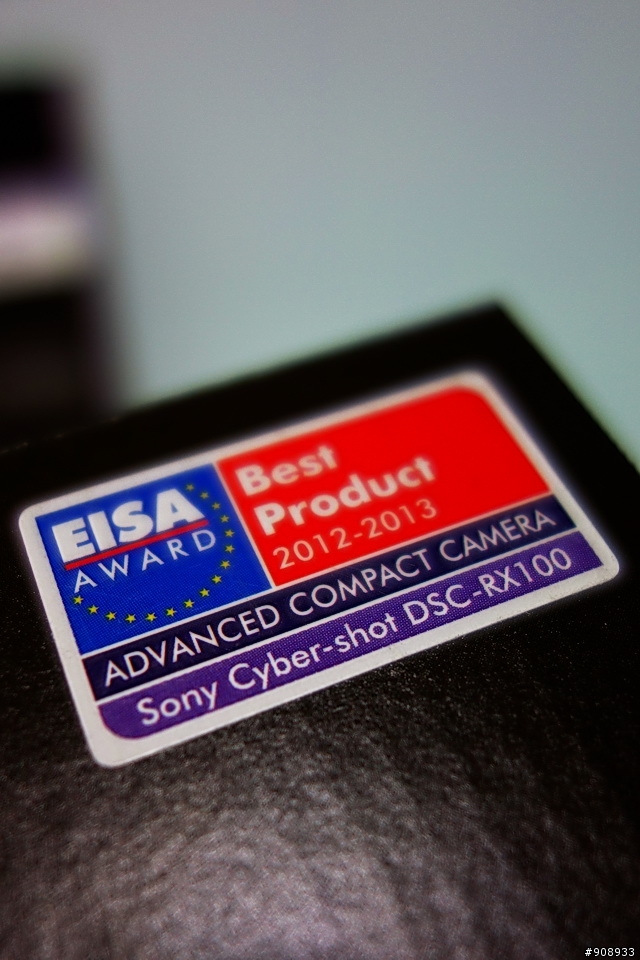 EISA
AWARD
Best
Product
2012-2013
ADVANCED COMPACT CAMERA
Sony Cyber-shot DSC-RX100
#908933